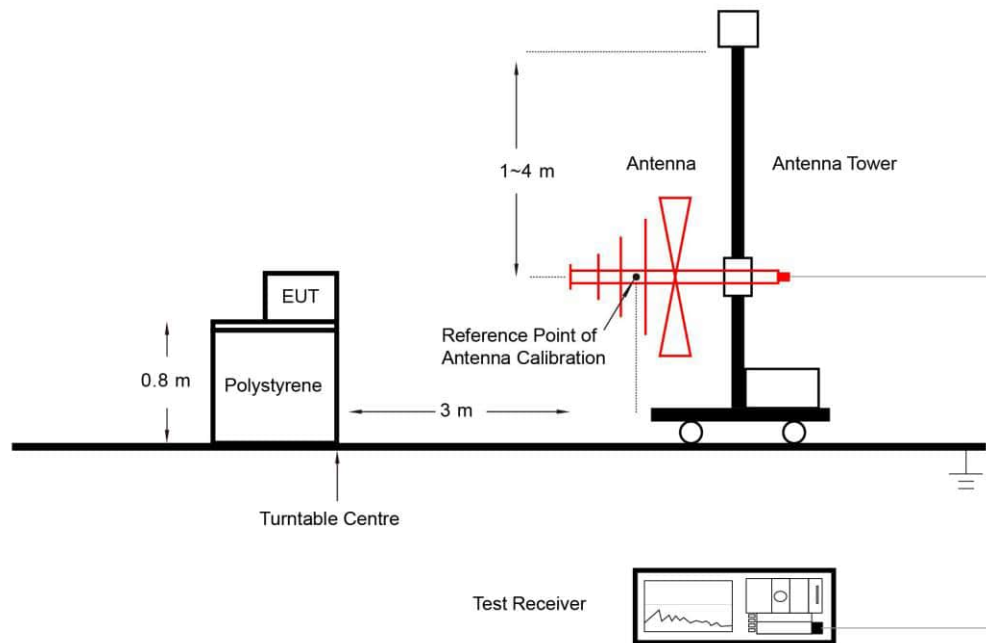 1~4 m
Antenna
Antenna Tower
EUT
Reference Point of
Antenna Calibration
0.8 m
Polystyrene
3 m
Turntable Centre
Test Receiver